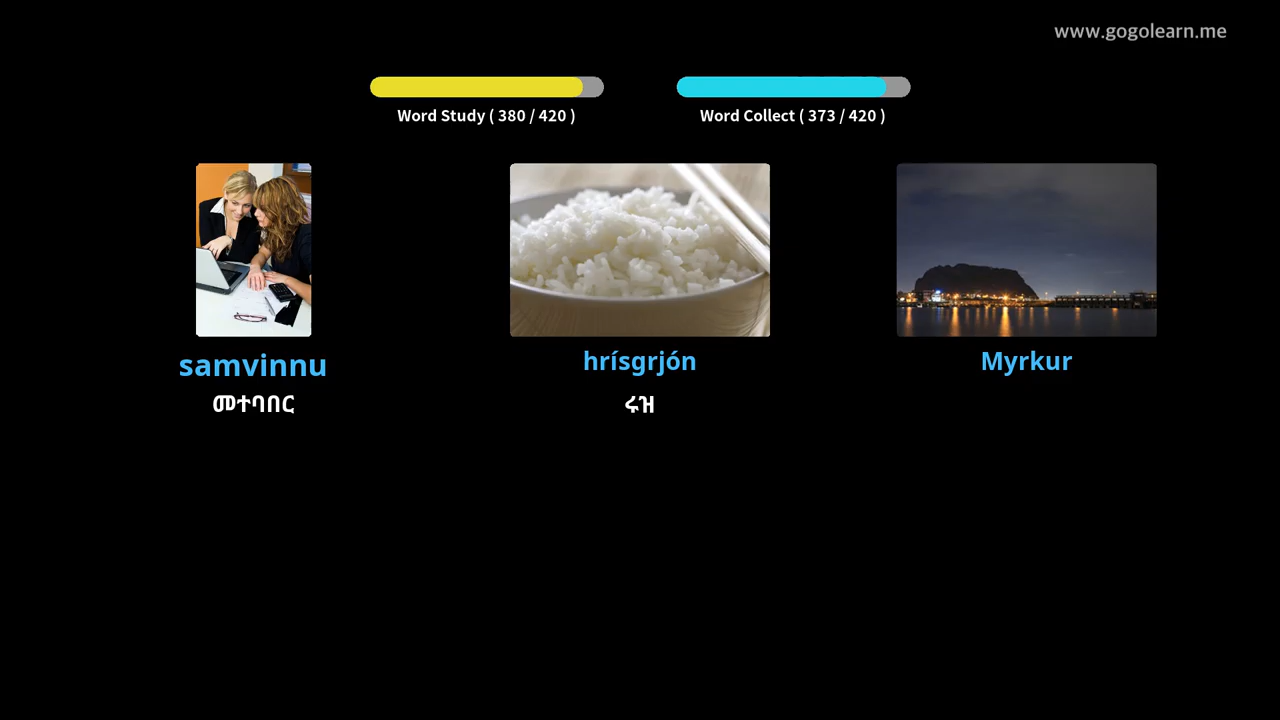 www.gogolearn.me
Word Study ( 380 / 420 )
Word Collect ( 373 / 420 )
samvinnu
hrísgrjón
Myrkur
መተባበር
ሩዝ